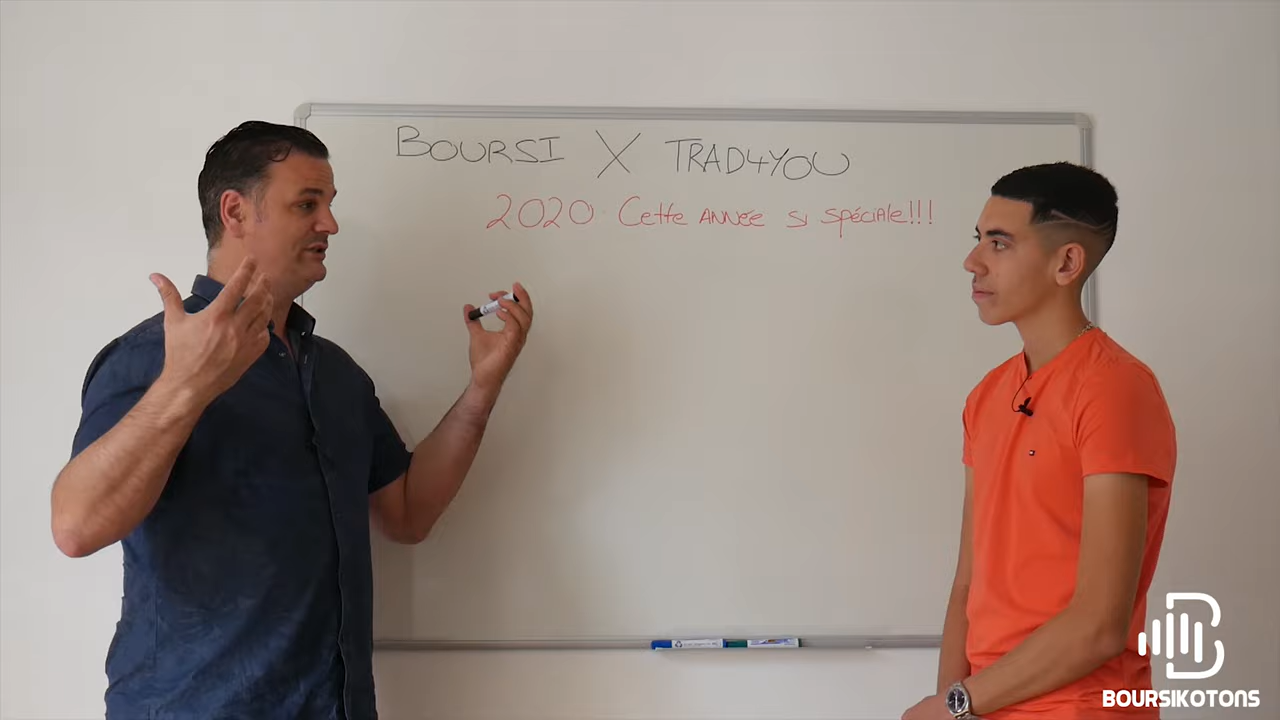 BOURSI X TRAD4YOU
2020. Cette ANNÉE SI SPÉCIALE!!!
BOURSIKOTONS